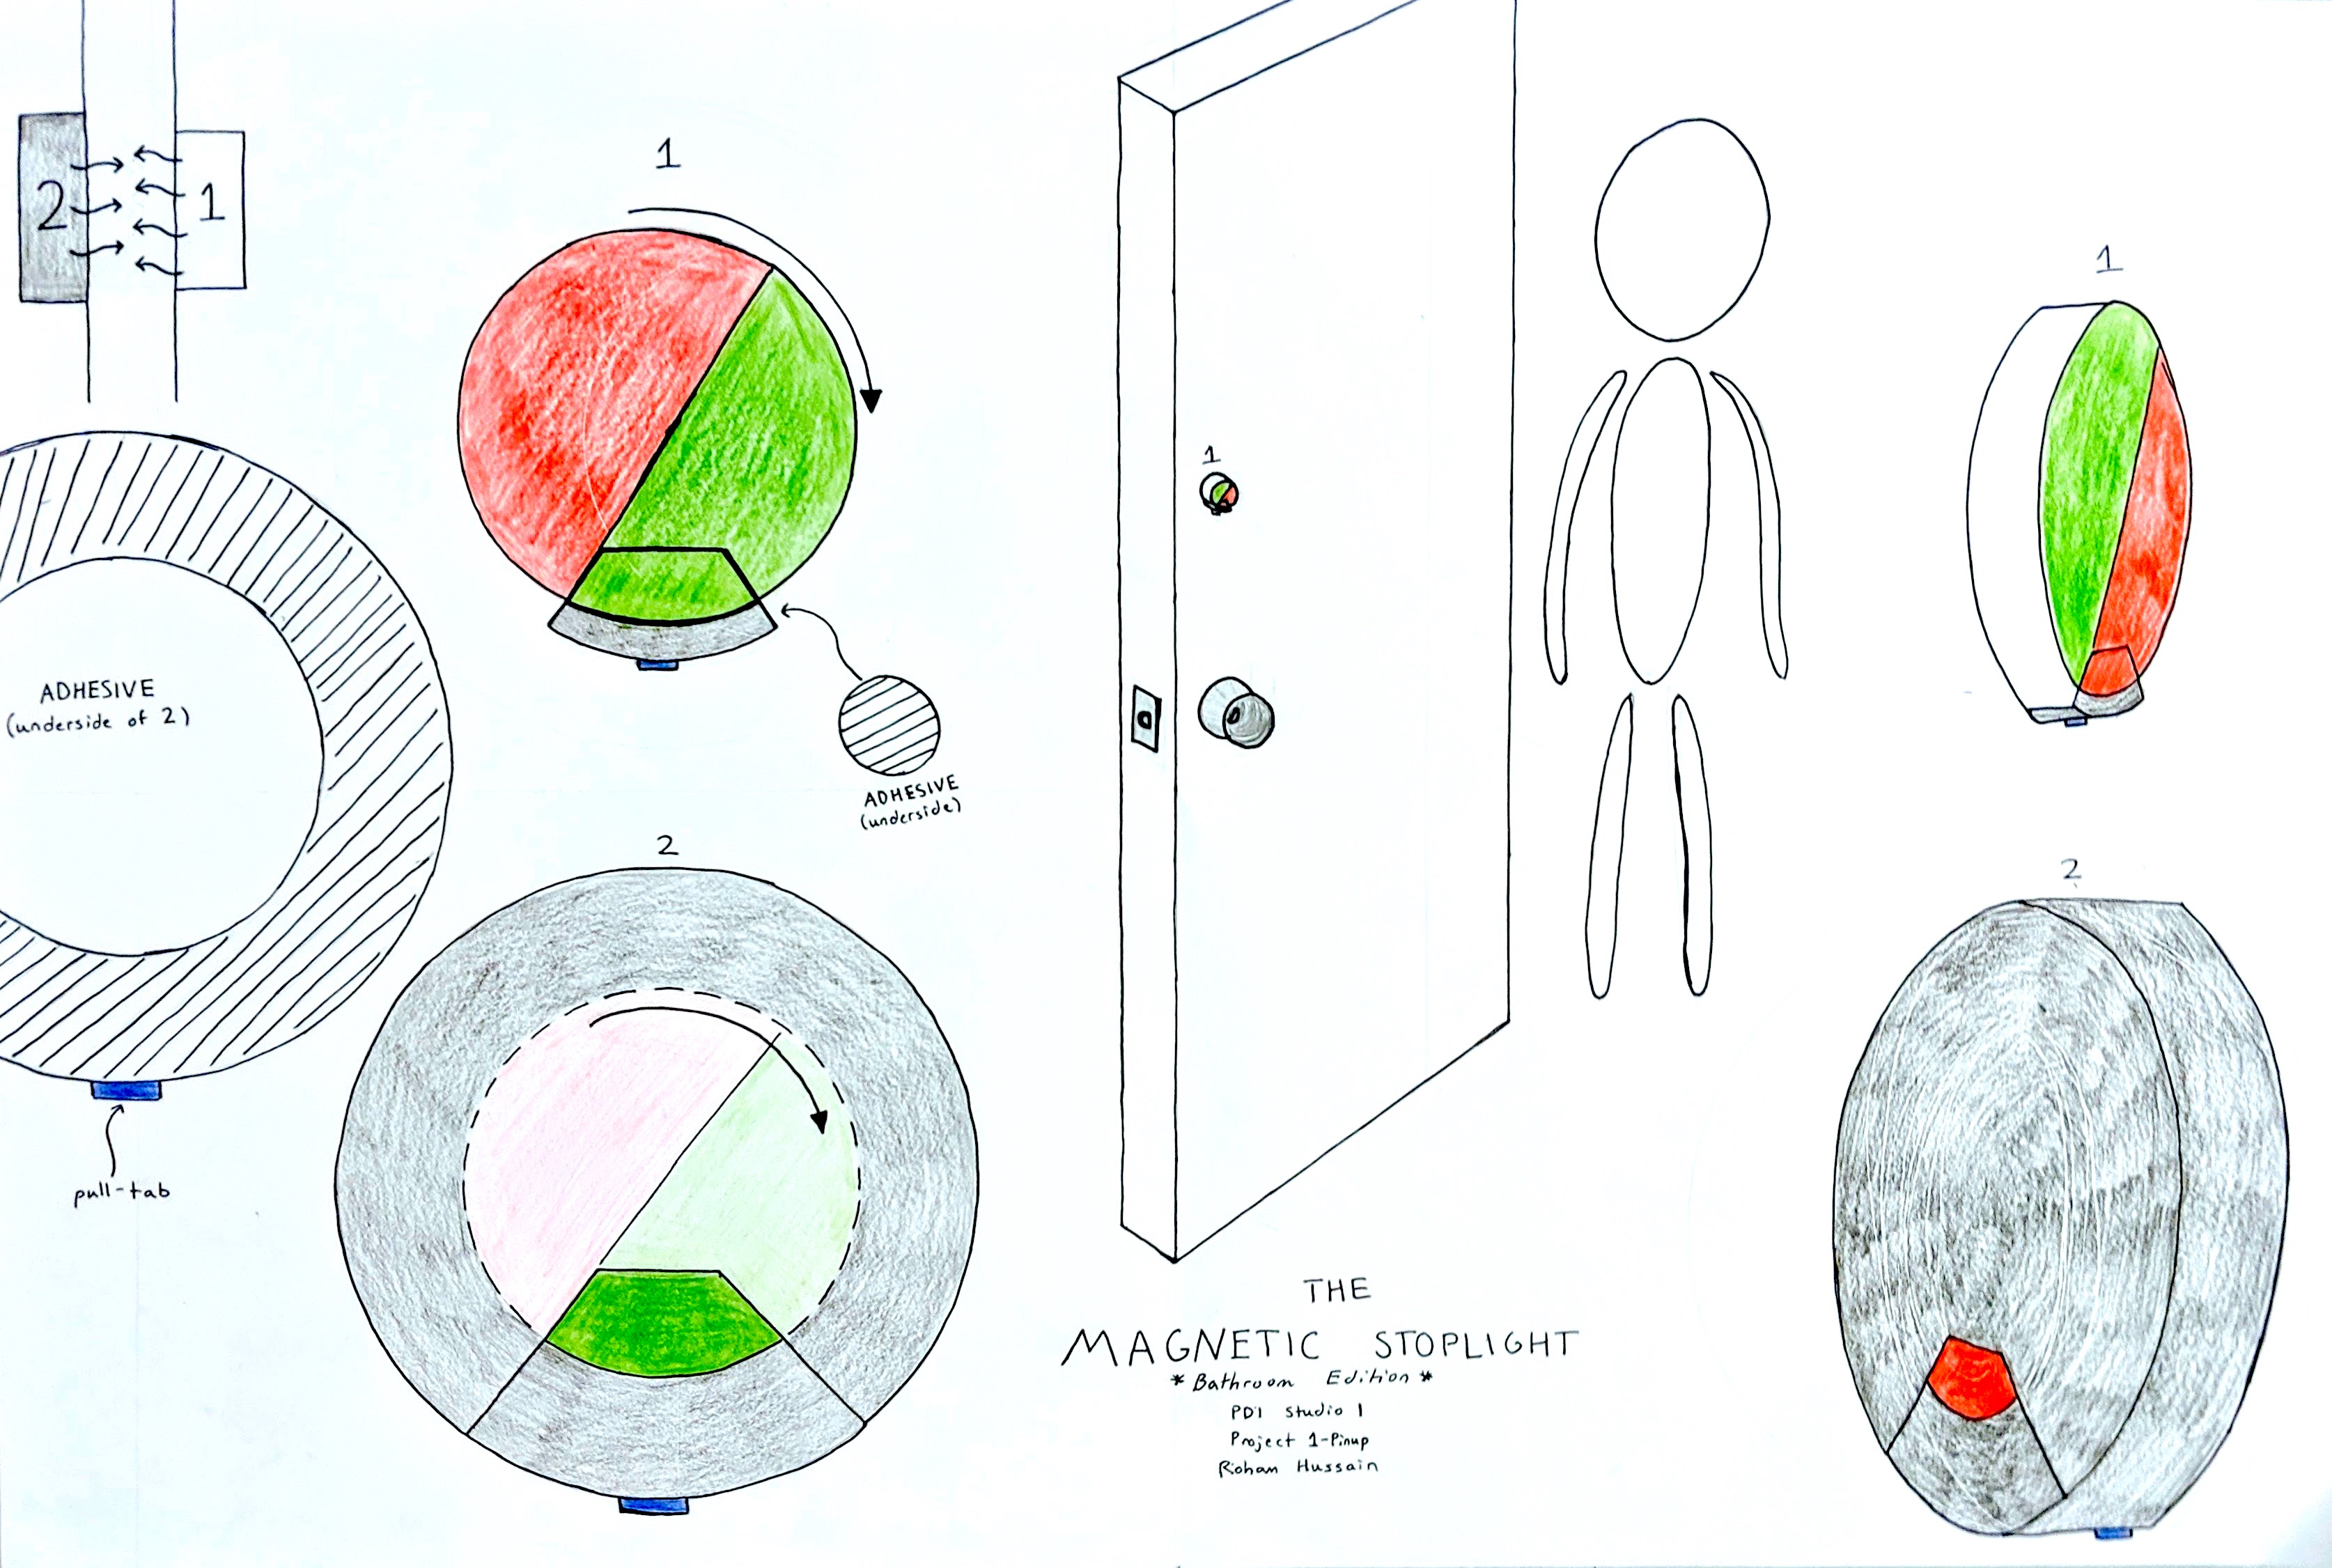 2
1
1
ADHESIVE
(underside of 2)
pull-tab
ADHESIVE
(underside)
2
1
THE
MAGNETIC STOPLIGHT
*Bathroom Edition*
PDI Studio 1
Project 1-Pinup
Rohan Hussain
1
2